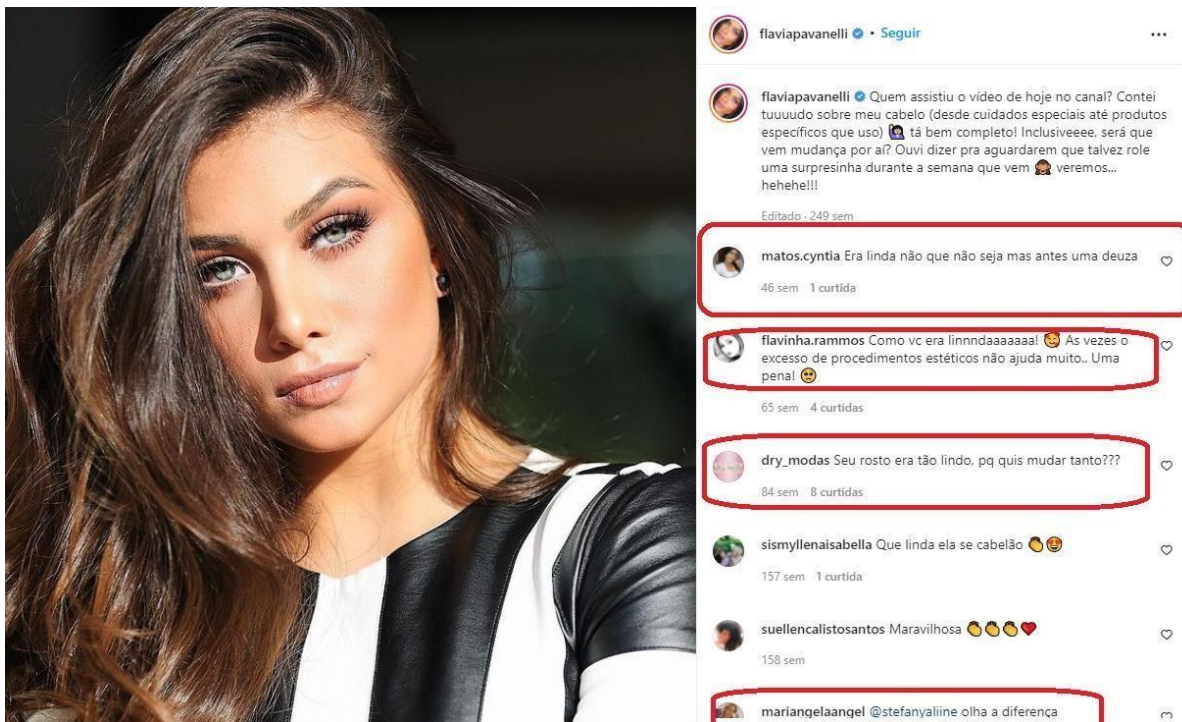 flaviapavanelli • Seguir
flaviapavanelli Quem assistiu o vídeo de hoje no canal? Contei
tuuuudo sobre meu cabelo (desde cuidados especiais até produtos
específicos que uso) 🙋🏻‍♀️ tá bem completo! Inclusiveeee, será que
vem mudança por aí? Ouvi dizer pra aguardarem que talvez role
uma surpresinha durante a semana que vem 🙈 veremos...
hehehe!!!
Editado · 249 sem
matos.cyntia Era linda não que não seja mas antes uma deuza
46 sem 1 curtida
flavinha.rammos Como vc era linnndaaaaaaa! 🥰 As vezes o
excesso de procedimentos estéticos não ajuda muito.. Uma
pena! 🥺
65 sem 4 curtidas
dry_modas Seu rosto era tão lindo, pq quis mudar tanto???
84 sem 8 curtidas
sismyllenaisabella Que linda ela se cabelão 👏😍
157 sem 1 curtida
suellencalistosantos Maravilhosa 👏👏👏❤
158 sem
mariangelaangel @stefanyaliine olha a diferença